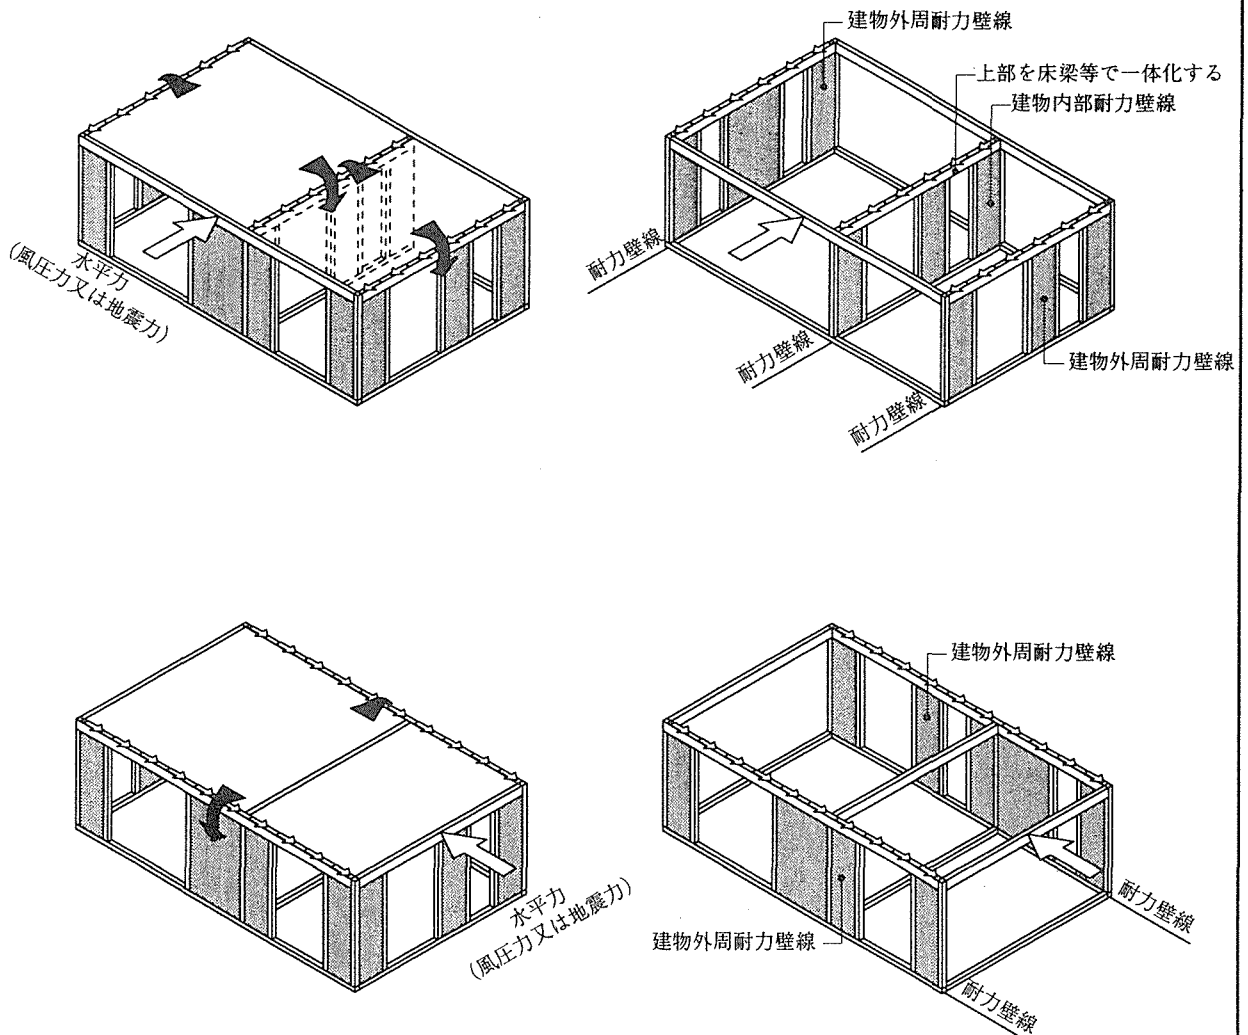 建物外周耐力壁線
上部を床梁等で一体化する
建物内部耐力壁線
水平力
(風圧力又は地震力)
耐力壁線
耐力壁線
耐力壁線
建物外周耐力壁線
建物外周耐力壁線
水平力
(風圧力又は地震力)
建物外周耐力壁線
耐力壁線
耐力壁線